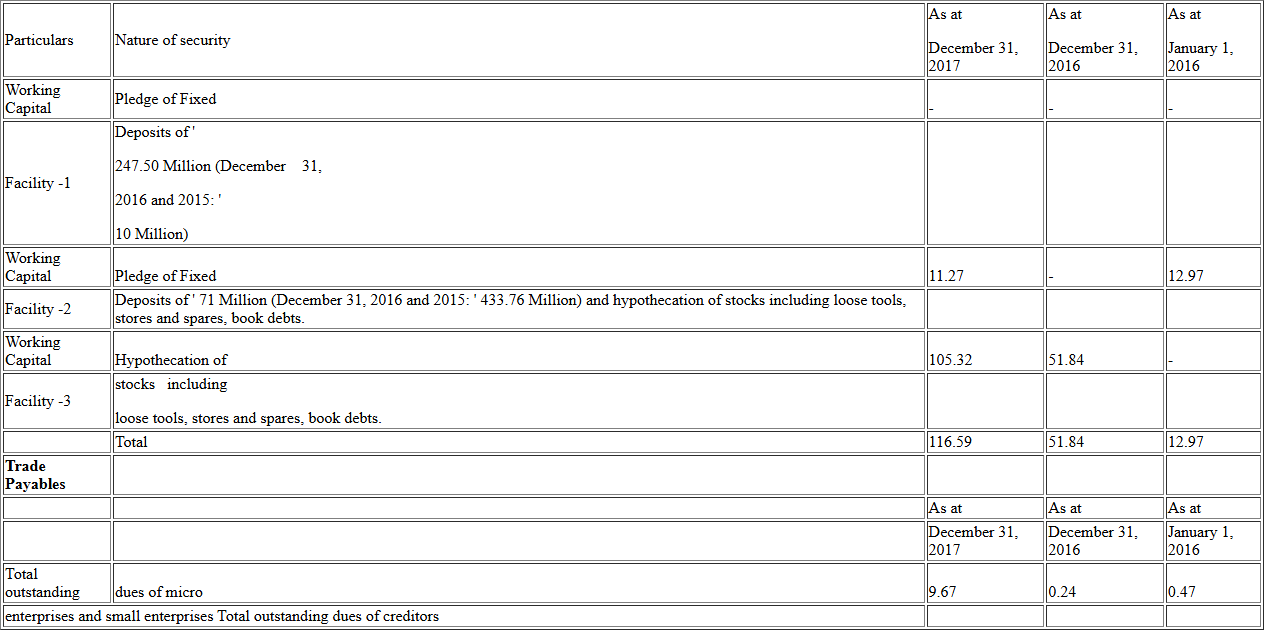 Particulars
Nature of security
As at
December 31,
2017
As at
December 31,
2016
As at
January 1,
2016
Working
Capital
Pledge of Fixed
-
-
-
Facility -1
Deposits of '
247.50 Million (December 31,
2016 and 2015: '
10 Million)
Working
Capital
Pledge of Fixed
11.27
-
12.97
Facility -2
Deposits of ' 71 Million (December 31, 2016 and 2015: ' 433.76 Million) and hypothecation of stocks including loose tools,
stores and spares, book debts.
Working
Capital
Hypothecation of
105.32
51.84
-
Facility -3
stocks including
loose tools, stores and spares, book debts.
Total
116.59
51.84
12.97
Trade
Payables
As at
As at
As at
December 31,
2017
December 31,
2016
January 1,
2016
Total
outstanding
dues of micro
9.67
0.24
0.47
enterprises and small enterprises Total outstanding dues of creditors